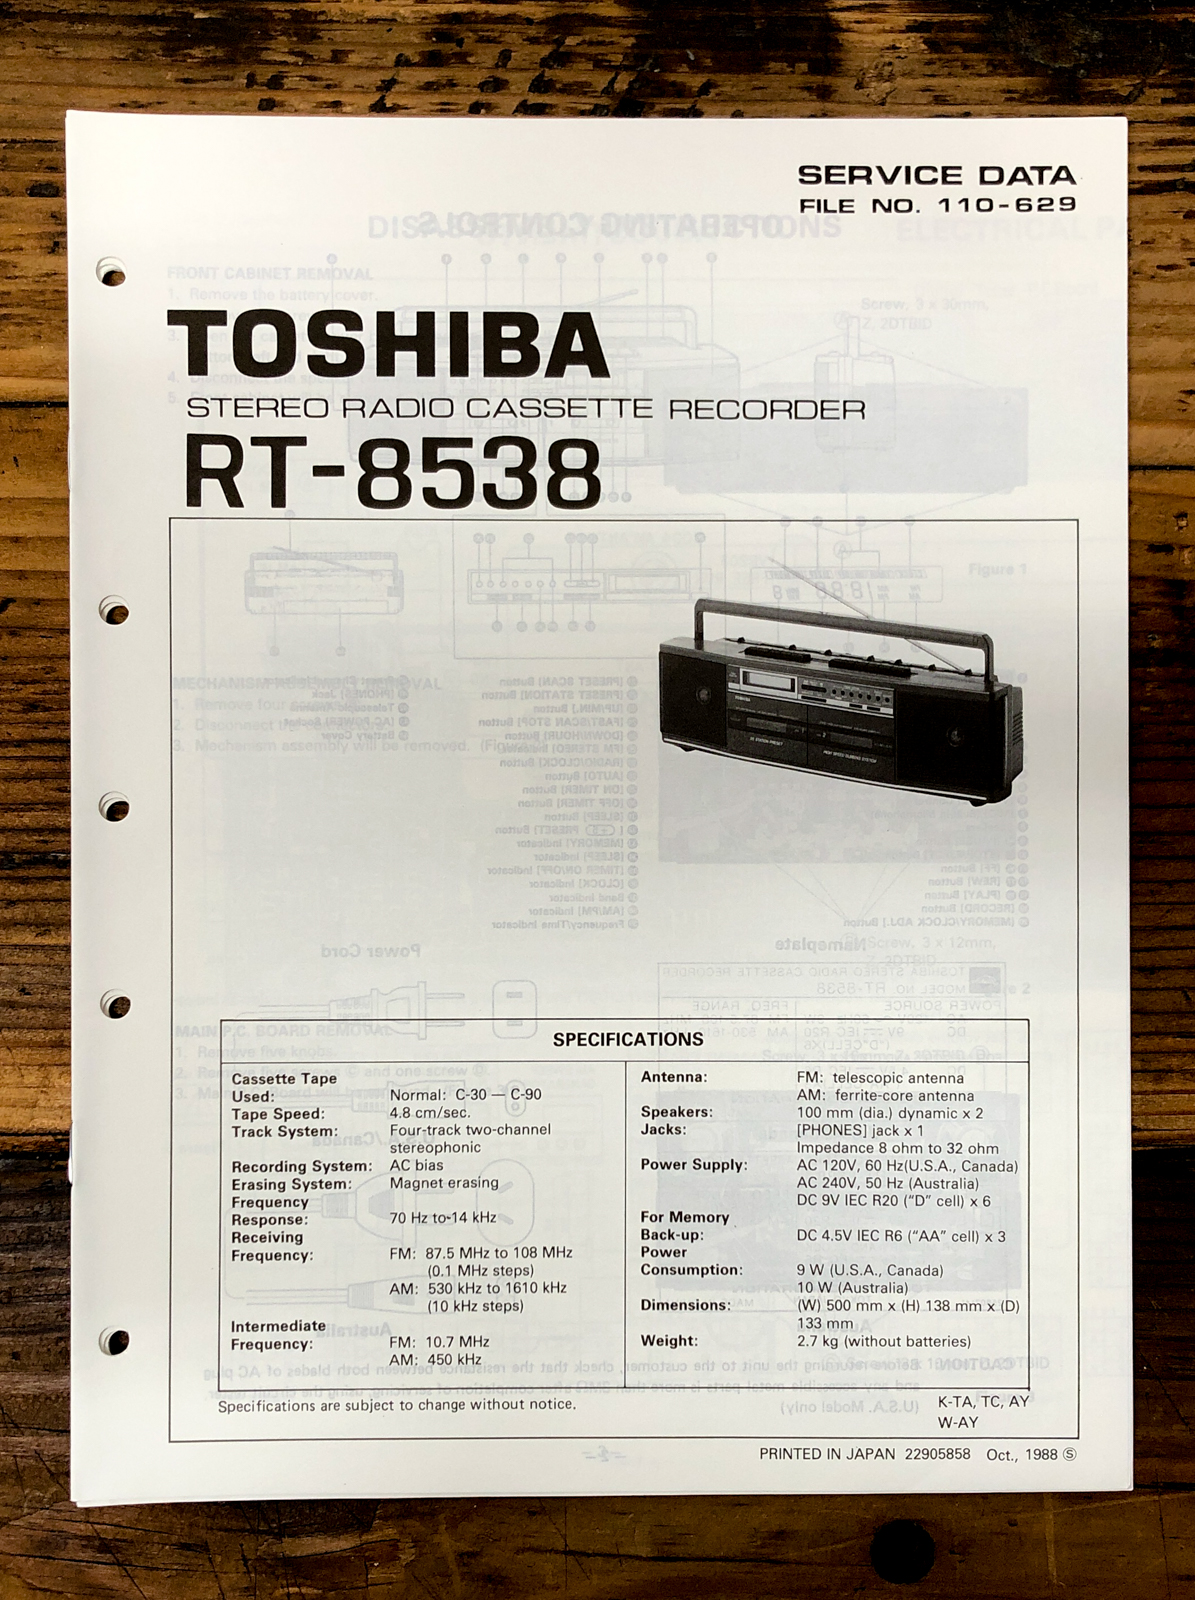 SERVICE DATA
FILE NO. 110-629
TOSHIBA
STEREO RADIO CASSETTE RECORDER
RT-8538
SPECIFICATIONS
Cassette Tape
Used: Normal: C-30 — C-90
Tape Speed: 4.8 cm/sec.
Track System: Four-track two-channel
stereophonic
Recording System: AC bias
Erasing System: Magnet erasing
Frequency
Response: 70 Hz to 14 kHz
Receiving
Frequency: FM: 87.5 MHz to 108 MHz
(0.1 MHz steps)
AM: 530 kHz to 1610 kHz
(10 kHz steps)
Intermediate
Frequency: FM: 10.7 MHz
AM: 450 kHz
Antenna: FM: telescopic antenna
AM: ferrite-core antenna
Speakers: 100 mm (dia.) dynamic x 2
Jacks: [PHONES] jack x 1
Impedance 8 ohm to 32 ohm
Power Supply: AC 120V, 60 Hz(U.S.A., Canada)
AC 240V, 50 Hz (Australia)
DC 9V IEC R20 ("D" cell) x 6
For Memory
Back-up: DC 4.5V IEC R6 ("AA" cell) x 3
Power
Consumption: 9 W (U.S.A., Canada)
10 W (Australia)
Dimensions: (W) 500 mm x (H) 138 mm x (D)
133 mm
Weight: 2.7 kg (without batteries)
Specifications are subject to change without notice.
K-TA, TC, AY
W-AY
PRINTED IN JAPAN 22905858 Oct., 1988 Ⓢ